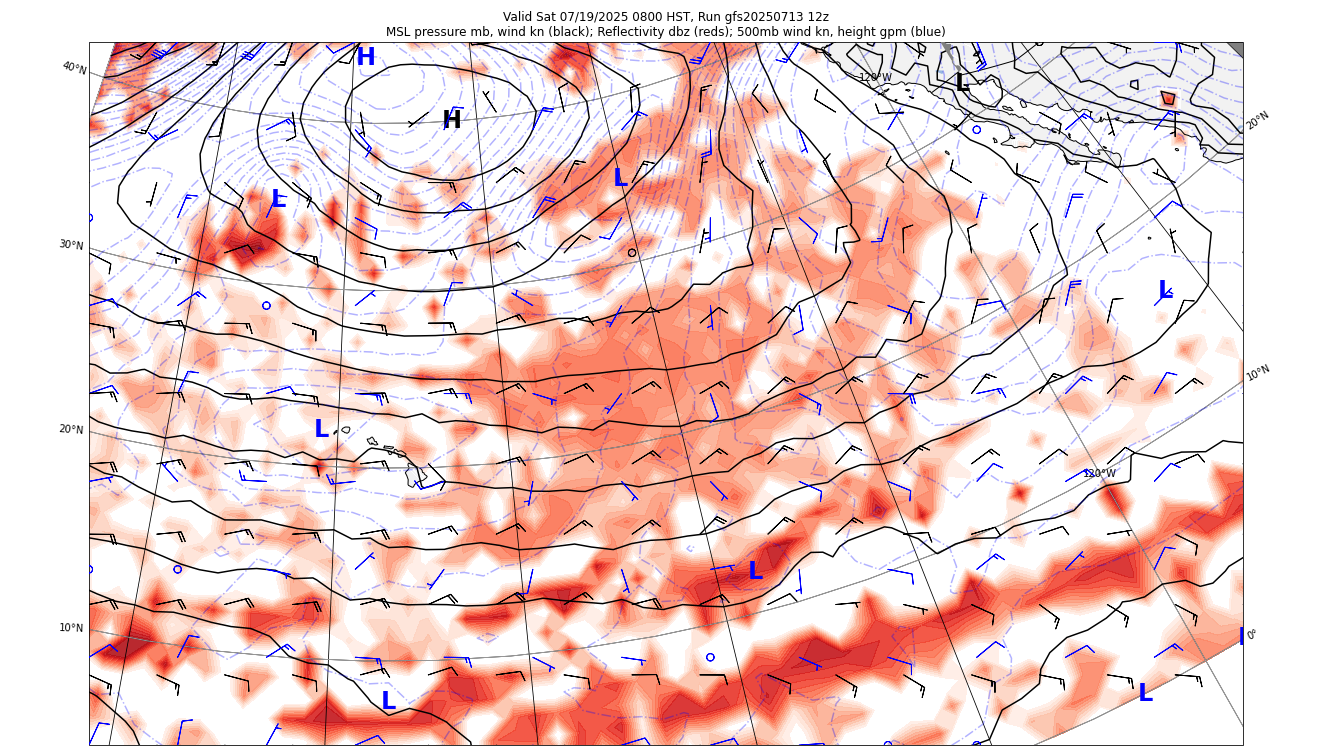 Valid Sat 07/19/2025 0800 HST, Run gfs20250713 12z
MSL pressure mb, wind kn (black); Reflectivity dbz (reds); 500mb wind kn, height gpm (blue)
H
40°N
120°W
L
H
20°N
L
L
30°N
L
10°N
L
20°N
120°W
L
10°N
0°
L
L